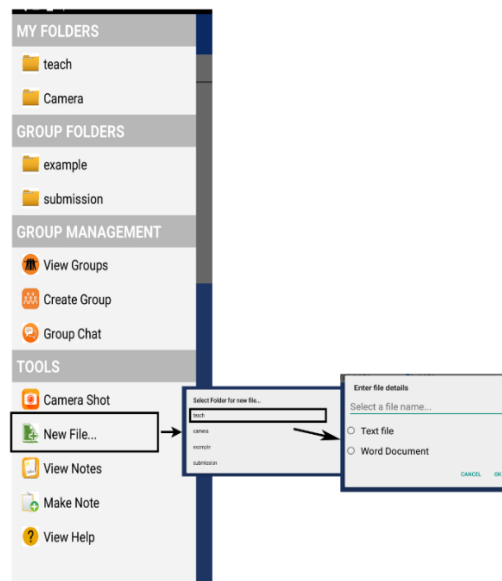 MY FOLDERS
teach
Camera
GROUP FOLDERS
example
submission
GROUP MANAGEMENT
View Groups
Create Group
Group Chat
TOOLS
Camera Shot
New File...
View Notes
Make Note
View Help
Select Folder for new file...
teach
camera
example
submission
Enter file details
Select a file name...
Text file
Word Document
CANCEL OK